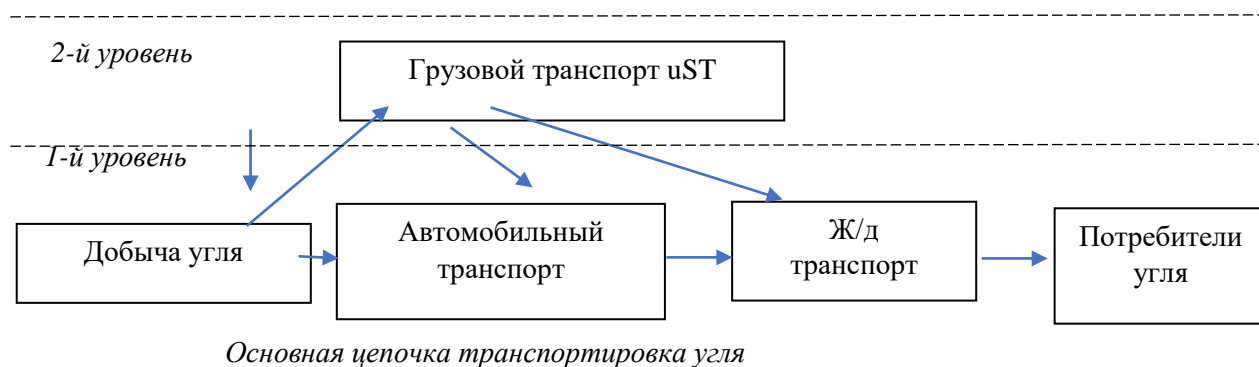 2-й уровень
Грузовой транспорт uST
1-й уровень
Добыча угля
Автомобильный
транспорт
Ж/д
транспорт
Потребители
угля
Основная цепочка транспортировка угля